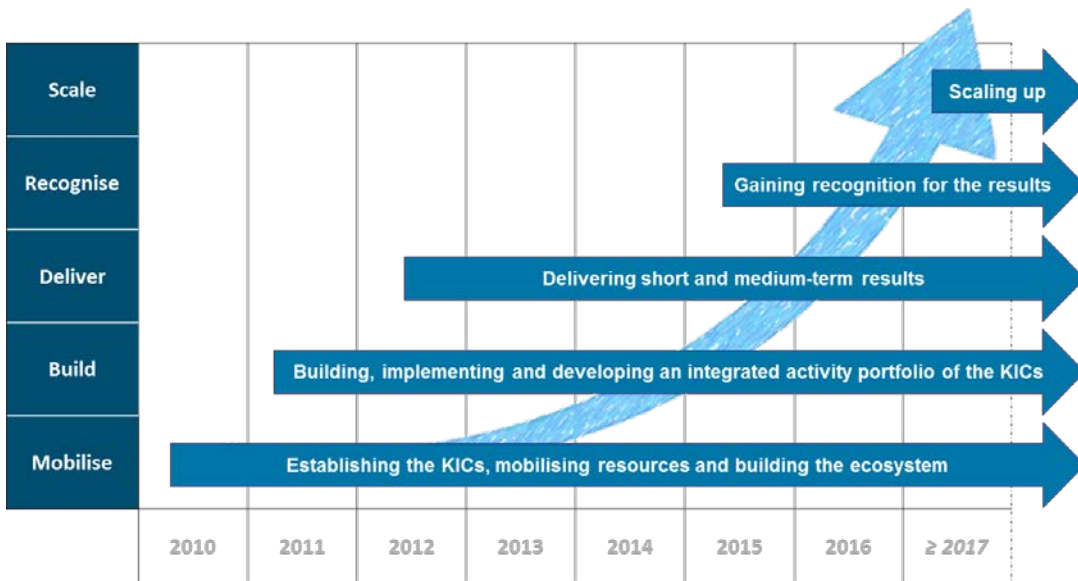 Scale
Scaling up
Recognise
Gaining recognition for the results
Deliver
Delivering short and medium-term results
Build
Building, implementing and developing an integrated activity portfolio of the KICs
Mobilise
Establishing the KICs, mobilising resources and building the ecosystem
2010 2011 2012 2013 2014 2015 2016 ≥ 2017